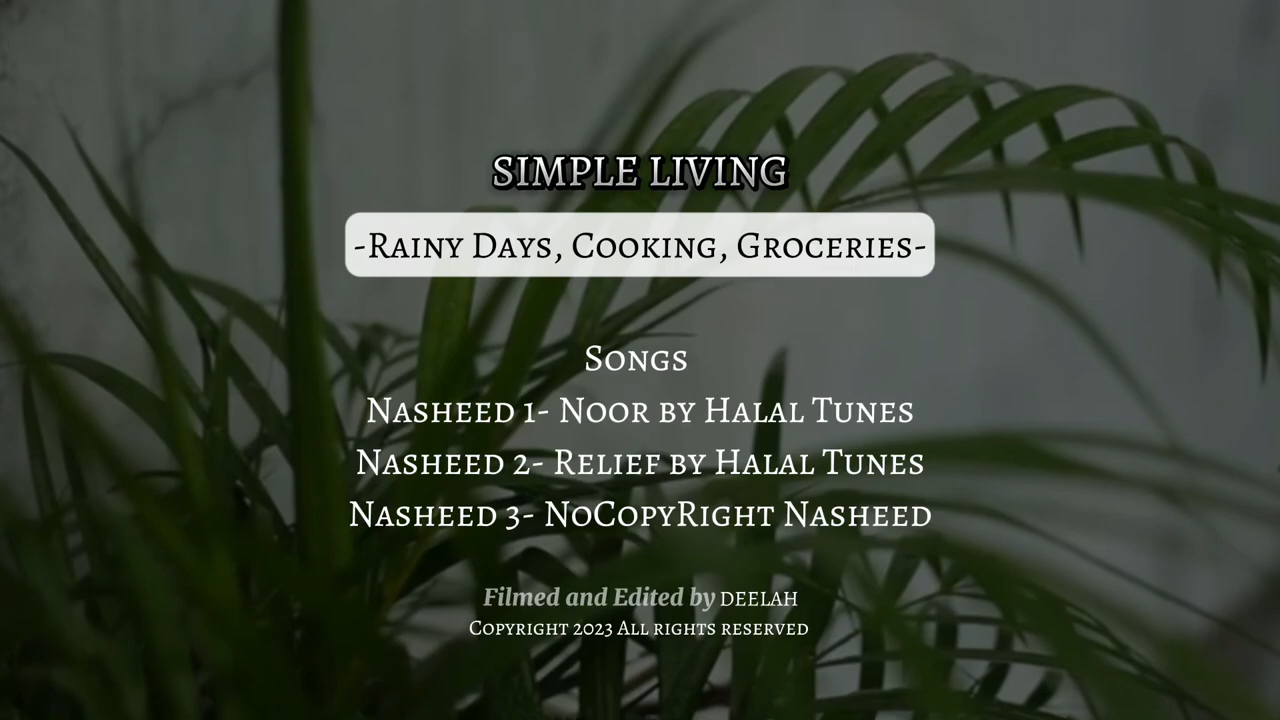 SIMPLE LIVING
-Rainy Days, Cooking, Groceries-
Songs
Nasheed 1- Noor by Halal Tunes
Nasheed 2- Relief by Halal Tunes
Nasheed 3- NoCopyRight Nasheed
Filmed and Edited by DEELAH
Copyright 2023 All rights reserved